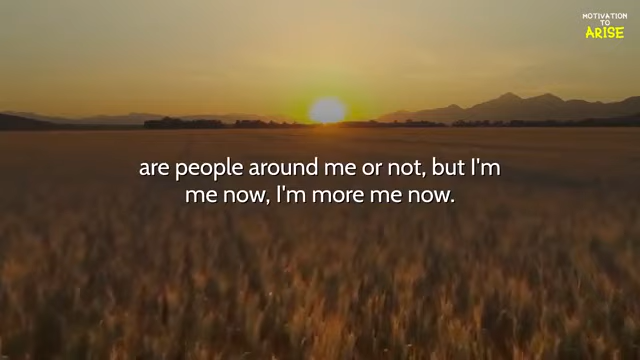 MOTIVATION
TO
ARISE
are people around me or not, but I'm
me now, I'm more me now.